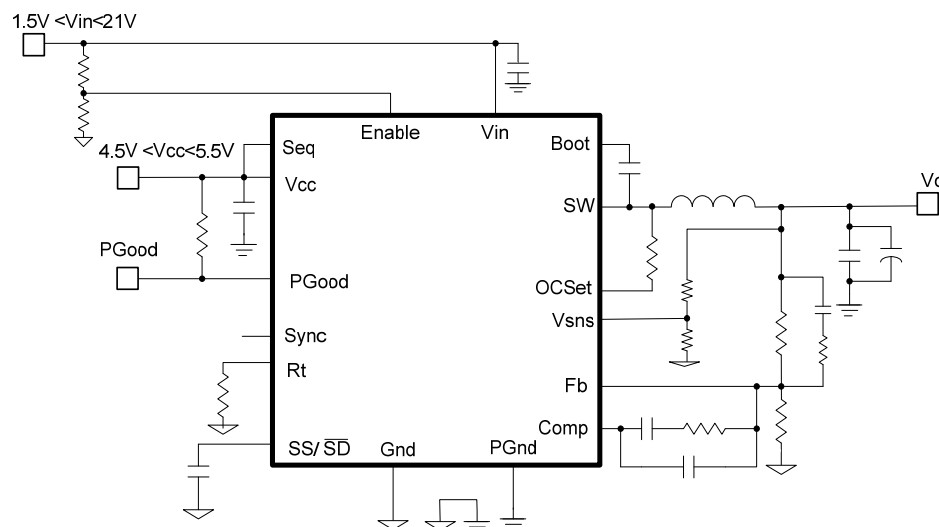 1.5V <Vin<21V
Enable
Vin
Boot
4.5V <Vcc<5.5V
Seq
Vcc
SW
PGood
PGood
OCSet
Vsns
Sync
Rt
Fb
Comp
SS/ SD
Gnd
PGnd